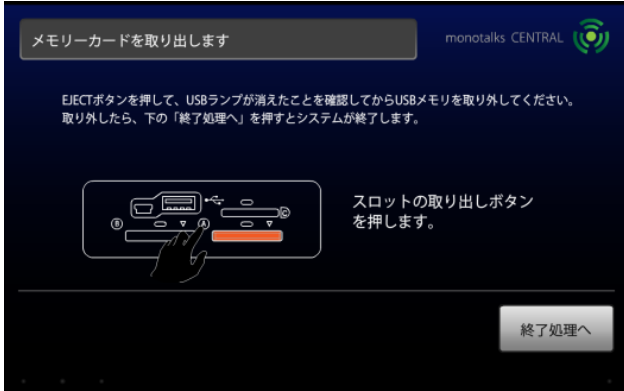 メモリーカードを取り出します
monotalks CENTRAL
EJECTボタンを押して、USBランプが消えたことを確認してからUSBメモリを取り外してください。
取り外したら、下の「終了処理へ」を押すとシステムが終了します。
スロットの取り出しボタン
を押します。
C
B
A
終了処理へ